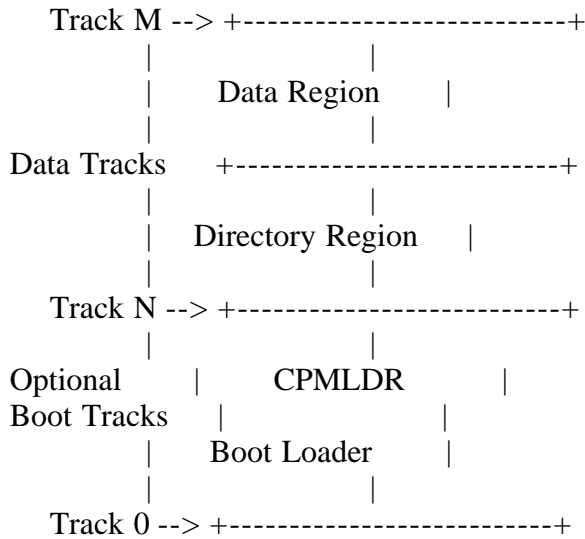 Track M --> +----------------------------+
| |
| Data Region |
| |
Data Tracks +---------------------------+
| |
| Directory Region |
| |
Track N --> +---------------------------+
| |
Optional | CPMLDR |
Boot Tracks | |
| Boot Loader |
| |
Track 0 --> +---------------------------+